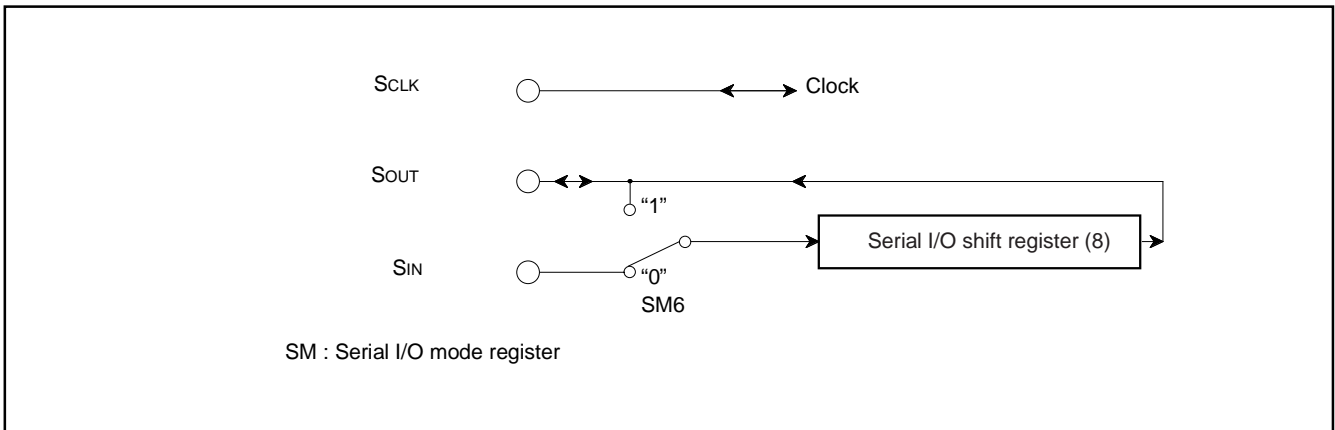 SCLK
Clock
SOUT
“1”
Serial I/O shift register (8)
SIN
“0”
SM6
SM : Serial I/O mode register